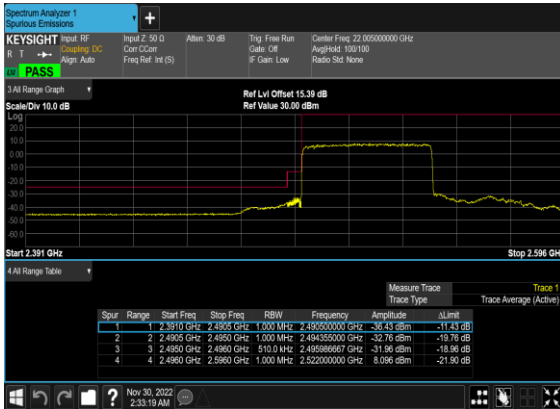 Spectrum Analyzer 1
Spurious Emissions
KEYSIGHT Input: RF Input Z: 50 Ω Atten: 30 dB Trig: Free Run Center Freq: 22.005000000 GHz
R T Coupling: DC Corr CCorr Gate: Off Avg|Hold: 100/100
Align: Auto Freq Ref: Int (S) IF Gain: Low Radio Std: None
LXI PASS
3 All Range Graph
Ref Lvl Offset 15.39 dB
Scale/Div 10.0 dB Ref Value 30.00 dBm
Log
20.0
10.0
0.00
-10.0
-20.0
-30.0
-40.0
-50.0
-60.0
Start 2.391 GHz Stop 2.596 GH
4 All Range Table
Measure Trace Trace 1
Trace Type Trace Average (Active)
Spur Range Start Freq Stop Freq RBW Frequency Amplitude ΔLimit
1 1 2.3910 GHz 2.4905 GHz 1.000 MHz 2.490500000 GHz -36.43 dBm -11.43 dB
2 2 2.4905 GHz 2.4950 GHz 1.000 MHz 2.494355000 GHz -32.76 dBm -19.76 dB
3 3 2.4950 GHz 2.4960 GHz 510.0 kHz 2.495986667 GHz -31.96 dBm -18.96 dB
4 4 2.4960 GHz 2.5960 GHz 1.000 MHz 2.522000000 GHz 8.096 dBm -21.90 dB
Nov 30, 2022
2:33:19 AM